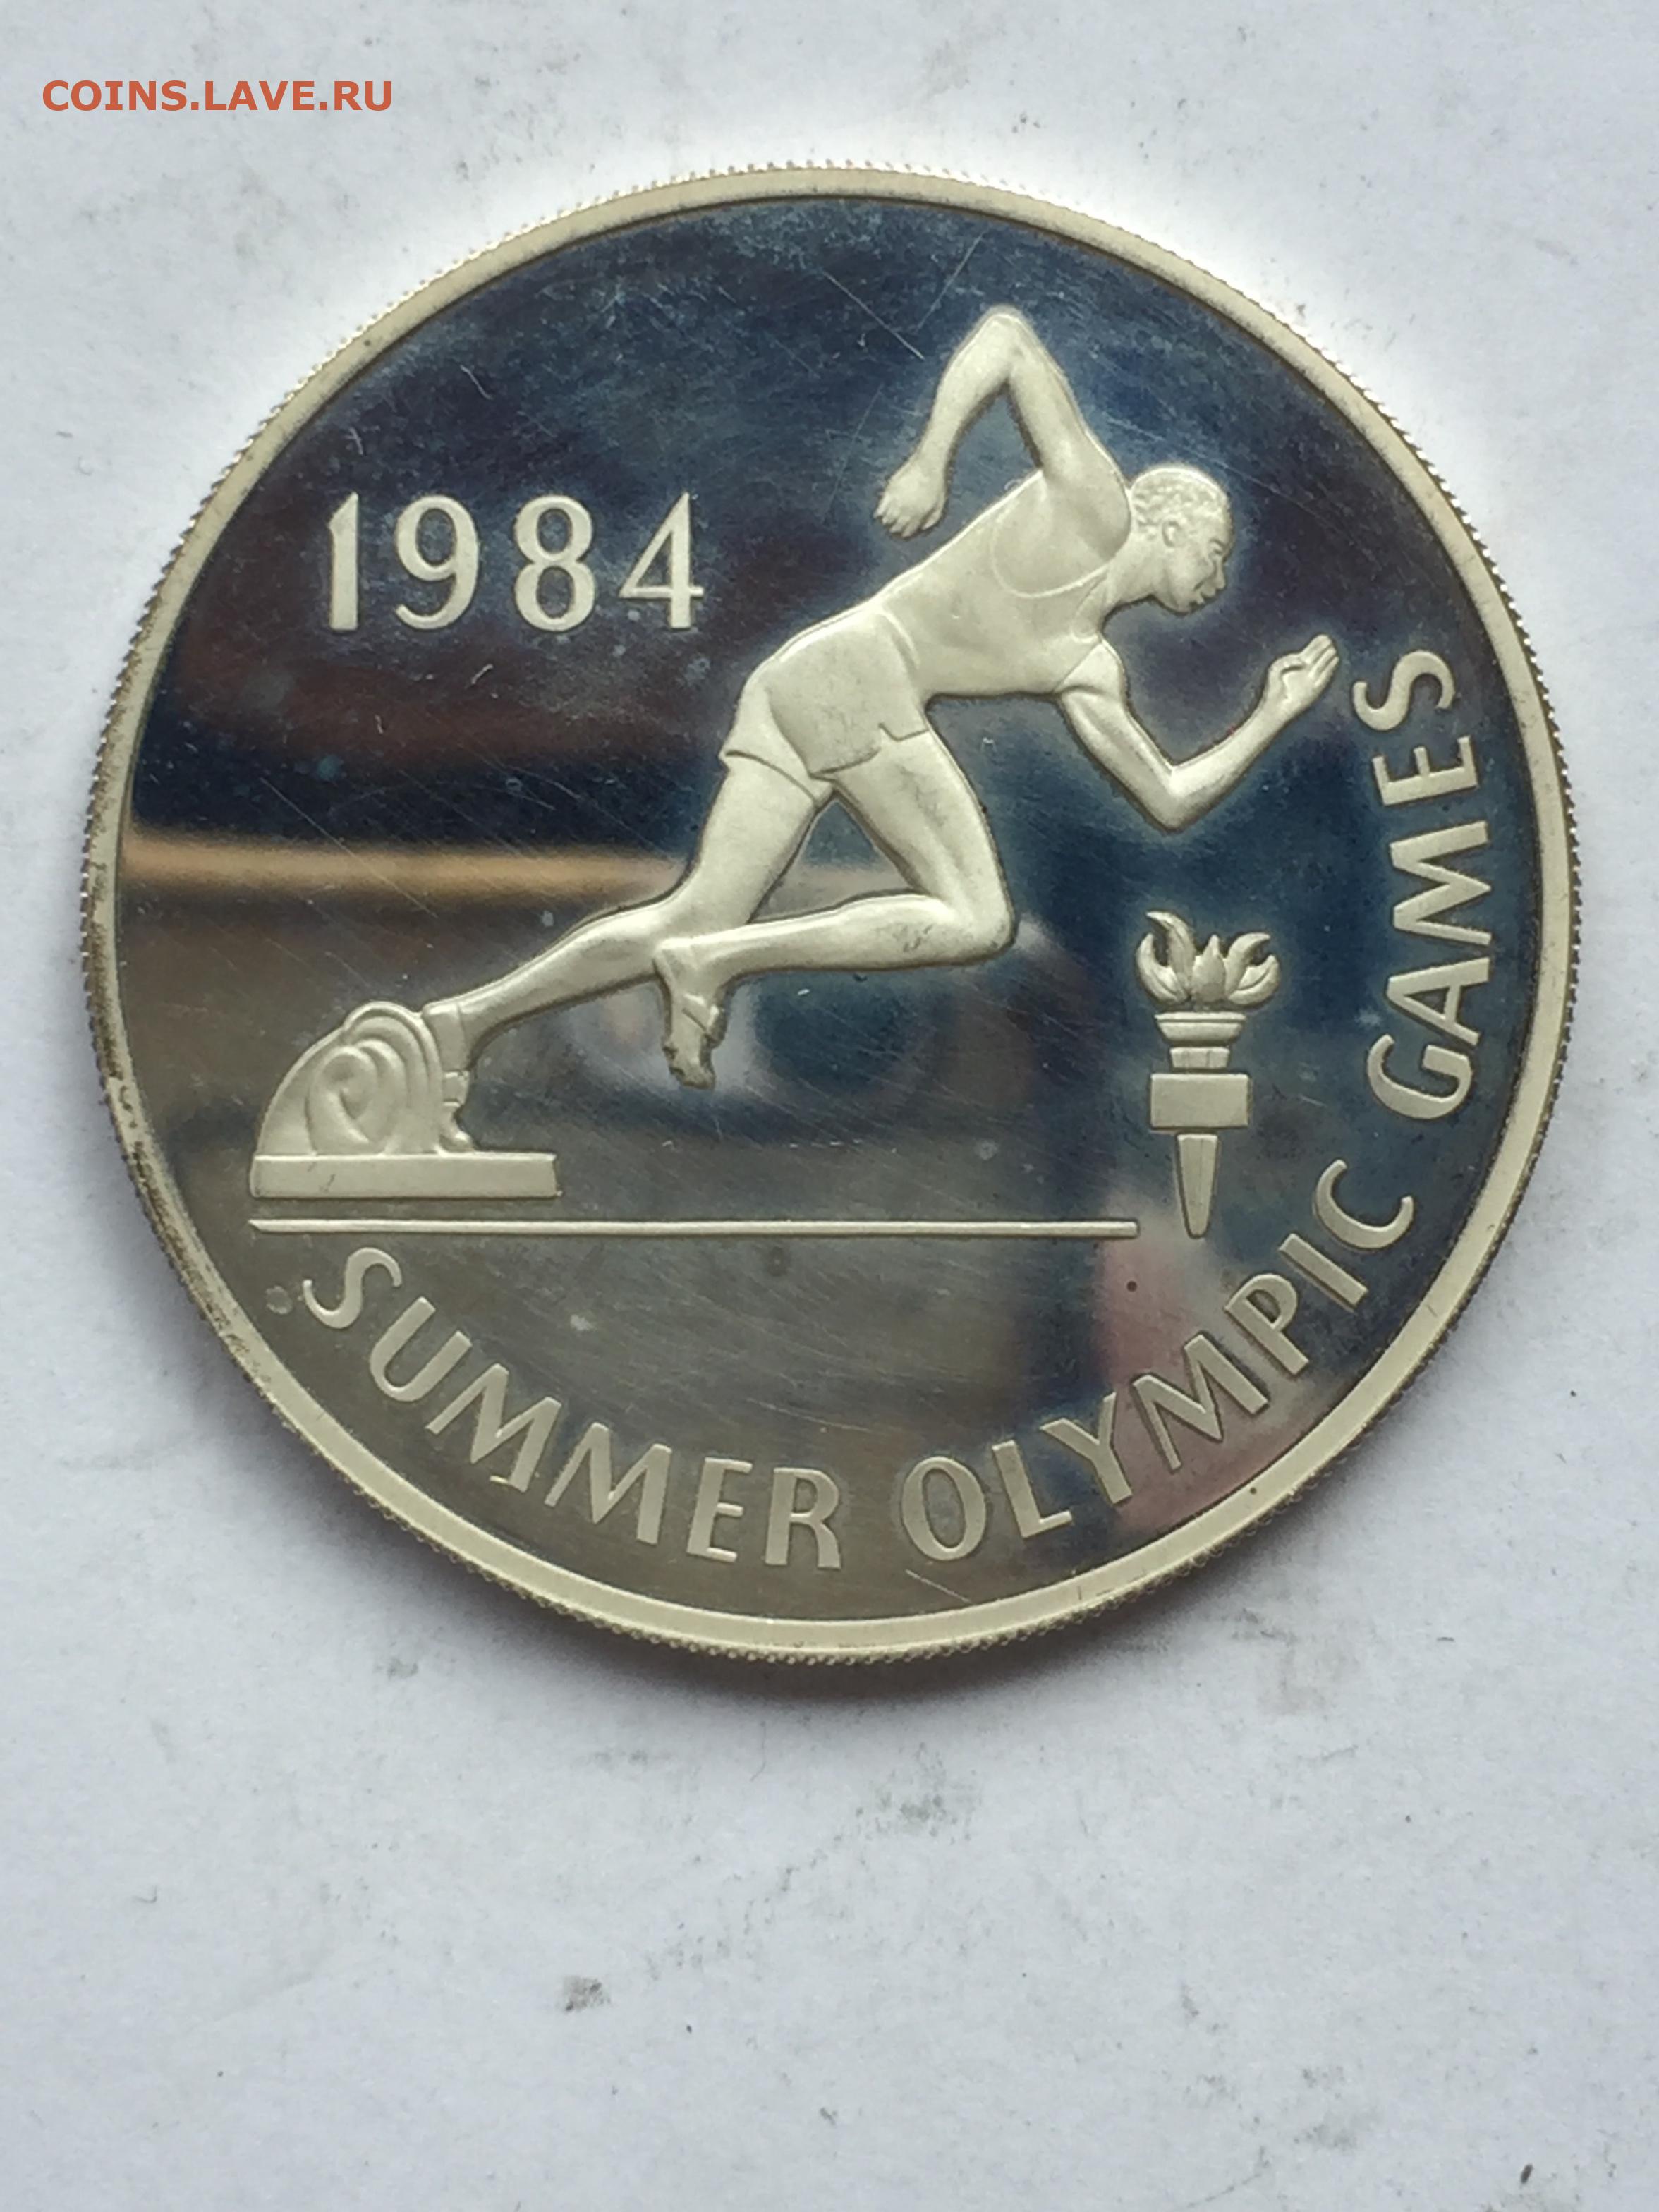 COINS.LAVE.RU
1984
SUMMER OLYMPIC GAMES